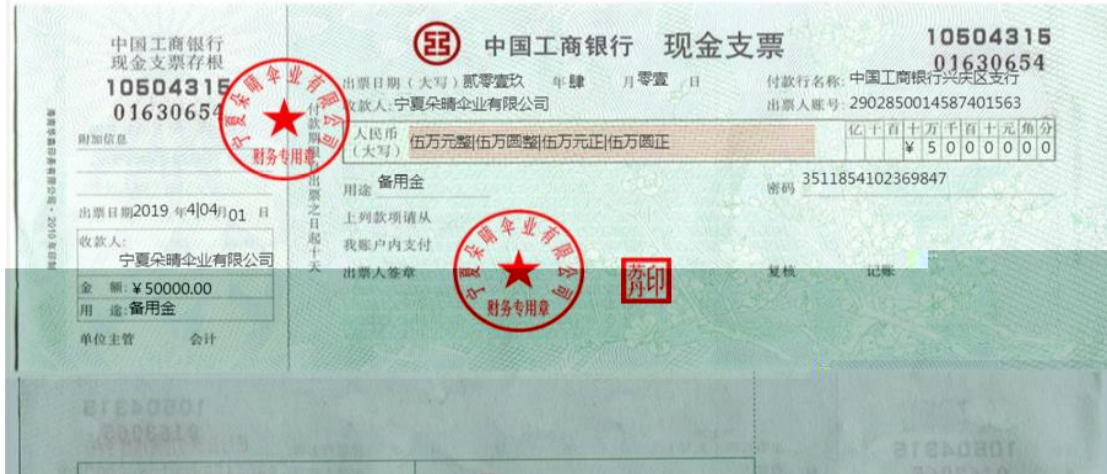 中国工商银行
现金支票存根
10504315
01630654
附加信息
出票日期2019 年4|04月01 日
收款人:
宁夏朵晴伞业有限公司
金 额:¥50000.00
用 途:备用金
单位主管 会计
付款期限自出票之日起十天
中国工商银行 现金支票
10504315
01630654
出票日期(大写)贰零壹玖 年肆 月零壹 日
付款行名称:中国工商银行兴庆区支行
收款人:宁夏朵晴伞业有限公司
出票人账号:2902850014587401563
人民币
(大写)
伍万元整|伍万圆整|伍万元正|伍万圆正
亿千百十万千百十元角分
¥5000000
用途 备用金
密码 3511854102369847
上列款项请从
我账户内支付
出票人签章
复核 记账
宁夏朵晴伞业有限公司
财务专用章
宁夏朵晴伞业有限公司
财务专用章
苏印
丹